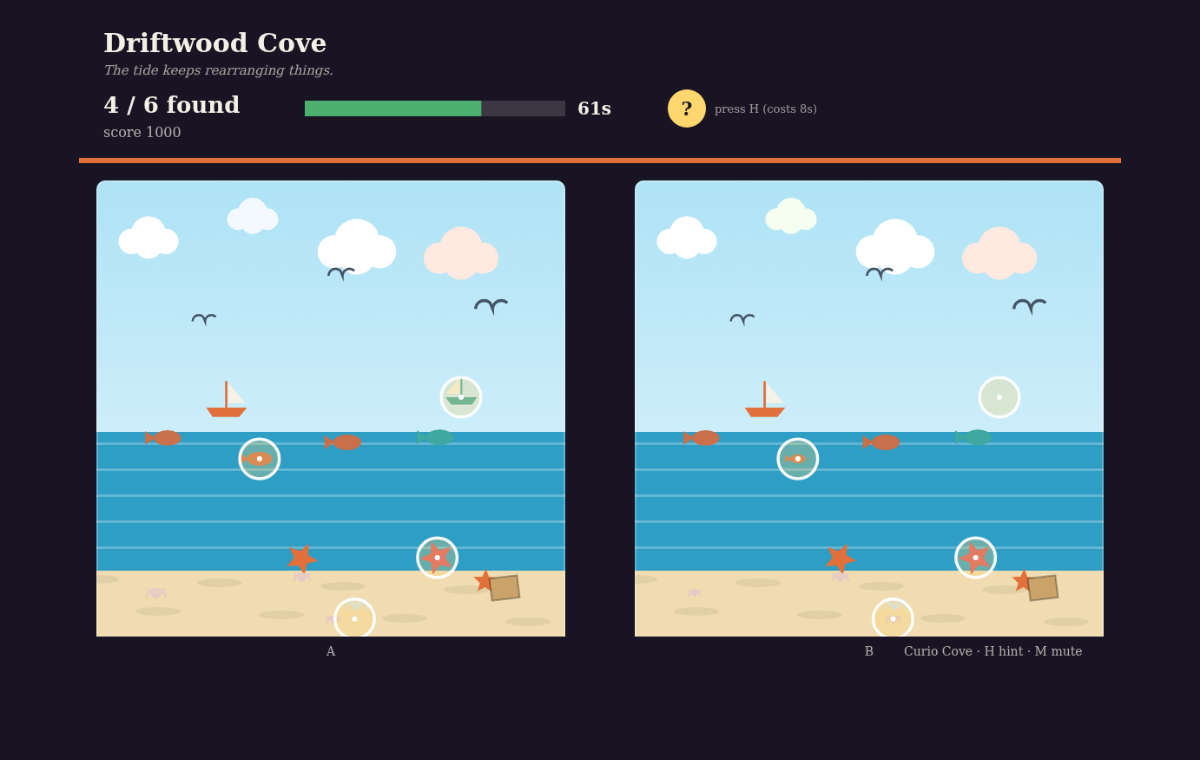 Driftwood Cove
The tide keeps rearranging things.
4 / 6 found
61s
?
press H (costs 8s)
score 1000
A
B
Curio Cove · H hint · M mute